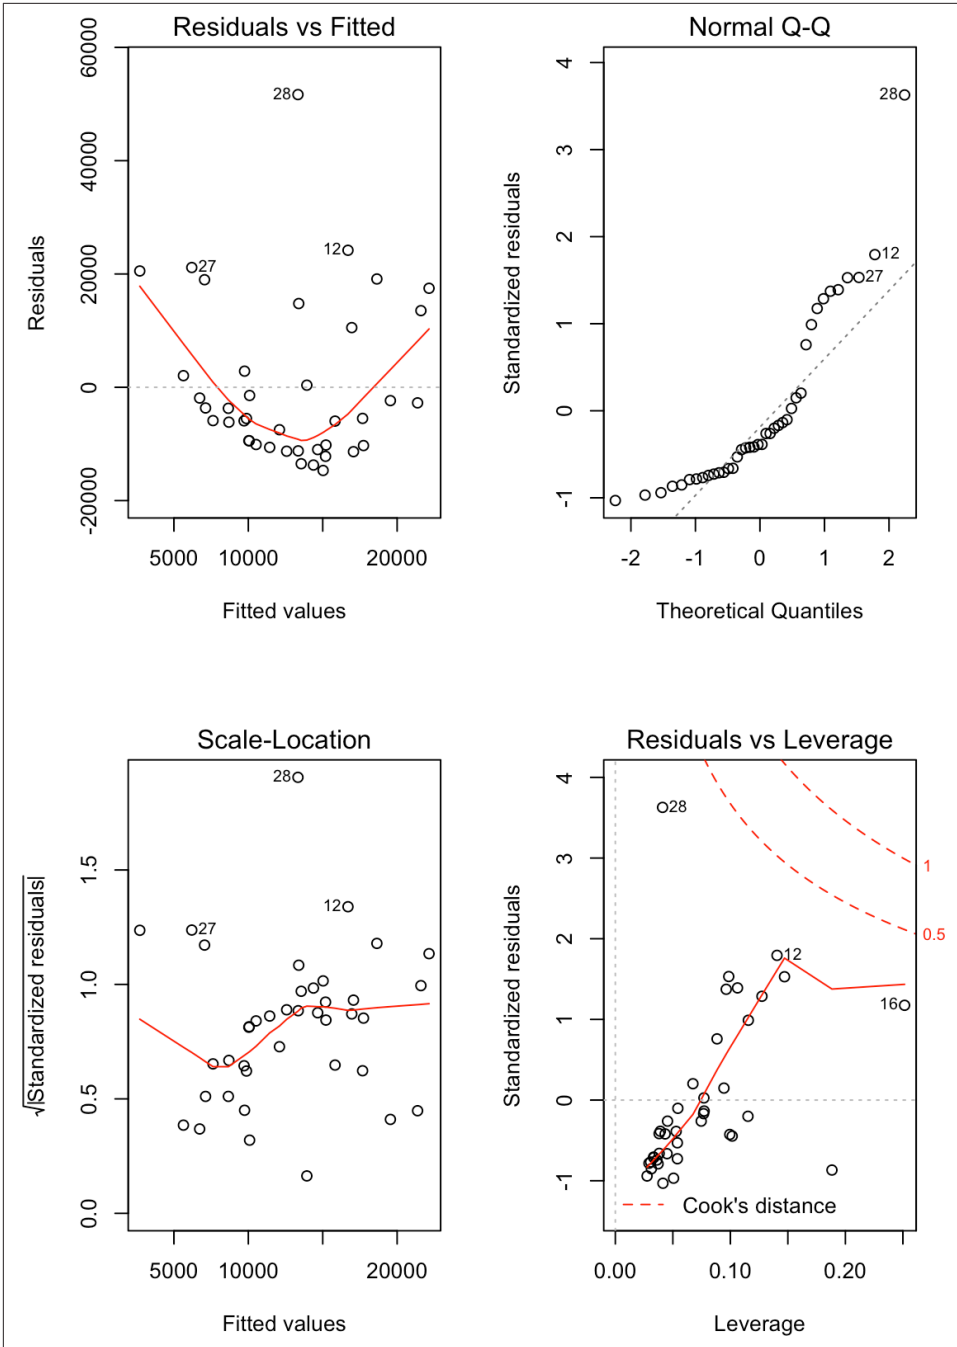 Residuals vs Fitted
60000
40000
20000
0
-20000
Residuals
28
27
12
5000 10000 20000
Fitted values
Normal Q-Q
4
3
2
1
0
-1
Standardized residuals
28
12
27
-2 -1 0 1 2
Theoretical Quantiles
Scale-Location
1.5
1.0
0.5
0.0
√|Standardized residuals|
28
12
27
5000 10000 20000
Fitted values
Residuals vs Leverage
4
3
2
1
0
-1
Standardized residuals
28
12
16
1
0.5
Cook's distance
0.00 0.10 0.20
Leverage